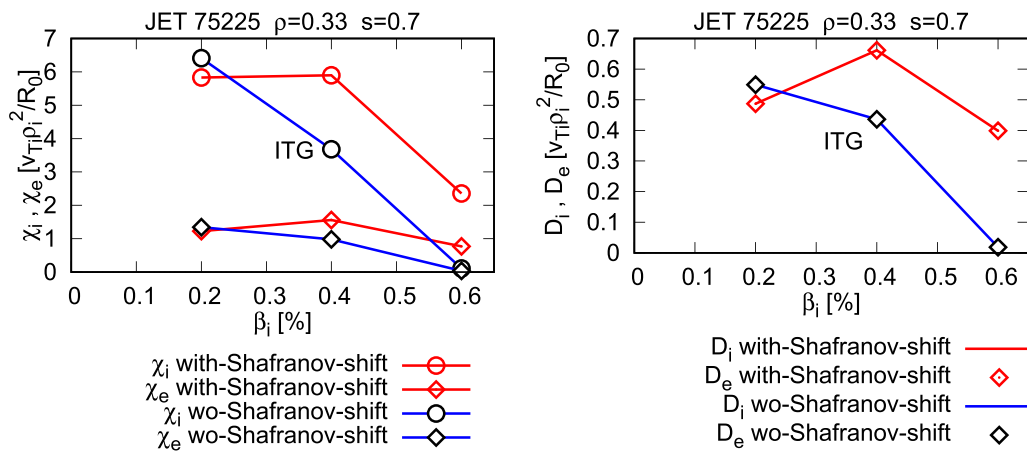 JET 75225 ρ=0.33 s=0.7
χi , χe [vTiρi²/R0]
7
6
5
4
3
2
1
0
ITG
0 0.1 0.2 0.3 0.4 0.5 0.6
βi [%]
χi with-Shafranov-shift
χe with-Shafranov-shift
χi wo-Shafranov-shift
χe wo-Shafranov-shift
JET 75225 ρ=0.33 s=0.7
Di , De [vTiρi²/R0]
0.7
0.6
0.5
0.4
0.3
0.2
0.1
0
ITG
0 0.1 0.2 0.3 0.4 0.5 0.6
βi [%]
Di with-Shafranov-shift
De with-Shafranov-shift
Di wo-Shafranov-shift
De wo-Shafranov-shift